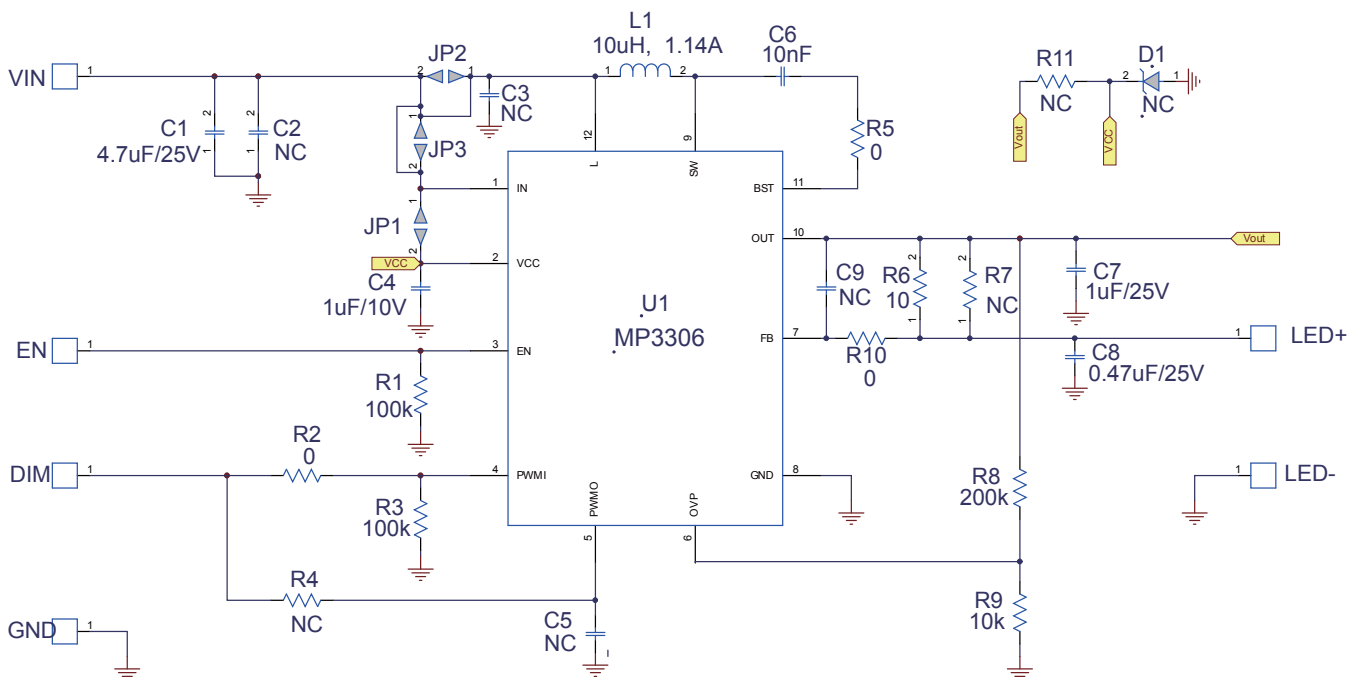 L1
10uH, 1.14A
C6
10nF
JP2
R11
D1
VIN
1
2
1
1
2
2
1
NC
NC
C3
NC
Vout
VCC
2
2
C1
4.7uF/25V
1
C2
NC
1
1
JP3
2
12
L
9
SW
R5
0
1
IN
BST
11
1
JP1
2
OUT
10
Vout
VCC
2
VCC
C4
1uF/10V
C9
NC
R6
10
2
1
R7
NC
2
1
C7
1uF/25V
U1
MP3306
EN
1
3
EN
FB
7
R10
0
1
LED+
C8
0.47uF/25V
R1
100k
R2
0
DIM
1
4
PWMI
GND
8
1
LED-
R8
200k
R3
100k
PWMO
5
OVP
6
R4
NC
R9
10k
C5
NC
GND
1